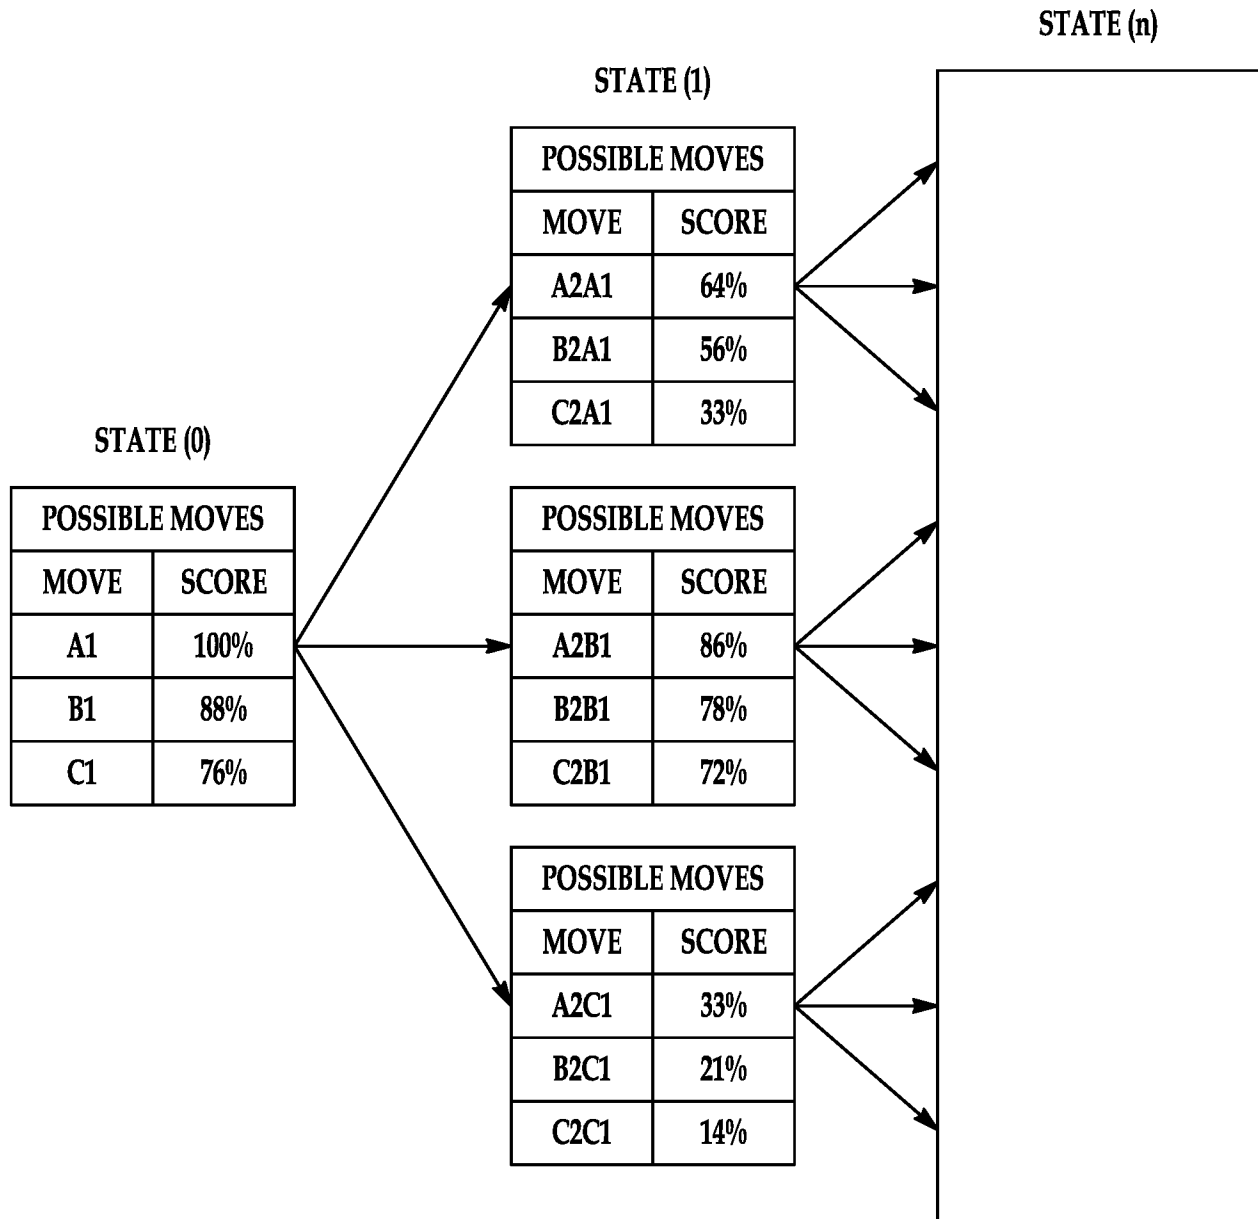 STATE (n)
STATE (1)
POSSIBLE MOVES
MOVE SCORE
A2A1 64%
B2A1 56%
C2A1 33%
STATE (0)
POSSIBLE MOVES
MOVE SCORE
A1 100%
B1 88%
C1 76%
POSSIBLE MOVES
MOVE SCORE
A2B1 86%
B2B1 78%
C2B1 72%
POSSIBLE MOVES
MOVE SCORE
A2C1 33%
B2C1 21%
C2C1 14%